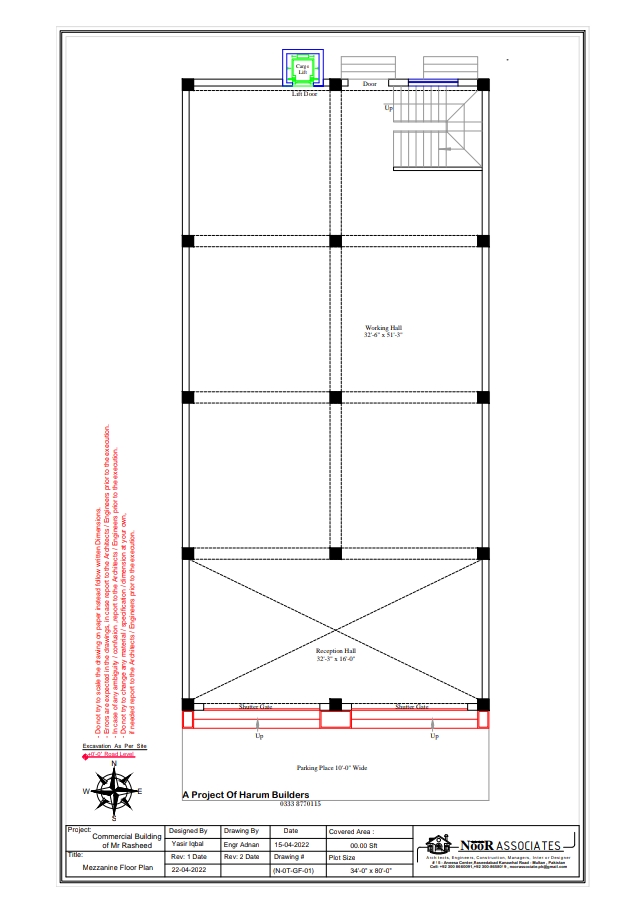 Cargo
Lift
Lift Door
Door
Up
Working Hall
32'-6" x 51'-3"
Reception Hall
32'-3" x 16'-0"
Shutter Gate
Shutter Gate
Up
Up
Parking Place 10'-0" Wide
A Project Of Harum Builders
0333 8770115
- Do not try to scale the drawing on paper instead follow written Dimensions.
- Errors are expected in the drawings, in case report to the Architects / Engineers prior to the execution.
- In case of any ambiguity / confusion ,report to the Architects / Engineers prior to the execution.
- Do not try to change any material / specification / dimension at your own,
if needed report to the Architects / Engineers prior to the execution.
Excavation As Per Site
+0'-0" Road Level
N
W
E
S
Project:
Commercial Building
of Mr Rasheed
Title:
Mezzanine Floor Plan
Designed By
Drawing By
Date
Covered Area :
Yasir Iqbal
Engr Adnan
15-04-2022
00.00 Sft
Rev: 1 Date
Rev: 2 Date
Drawing #
Plot Size
22-04-2022
(N-0T-GF-01)
34'-0" x 80'-0"
NooR ASSOCIATES
Architects, Engineers, Construction, Managers, Interior Designer